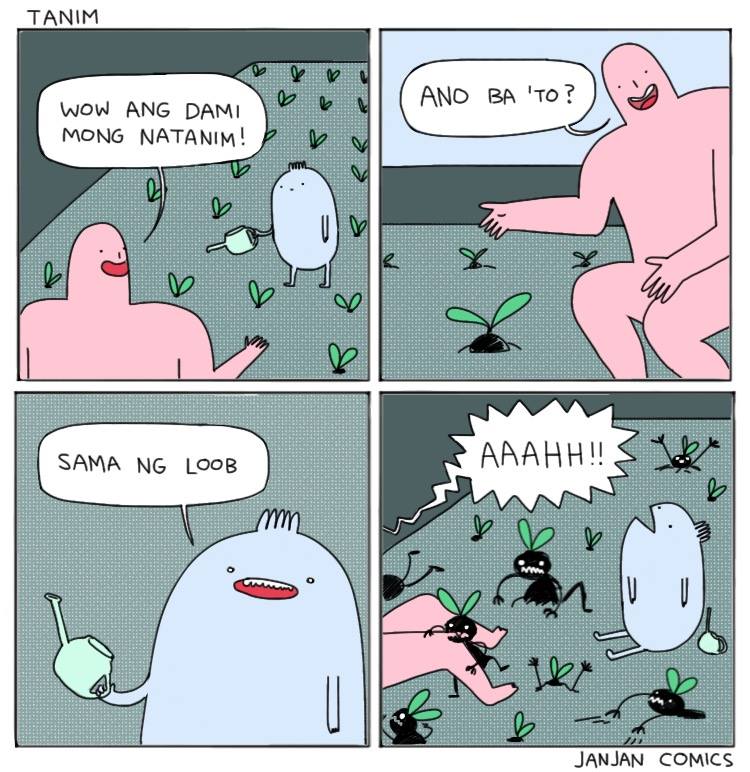 TANIM
WOW ANG DAMI
MONG NATANIM!
ANO BA 'TO?
SAMA NG LOOB
AAAHH!!
JANJAN COMICS